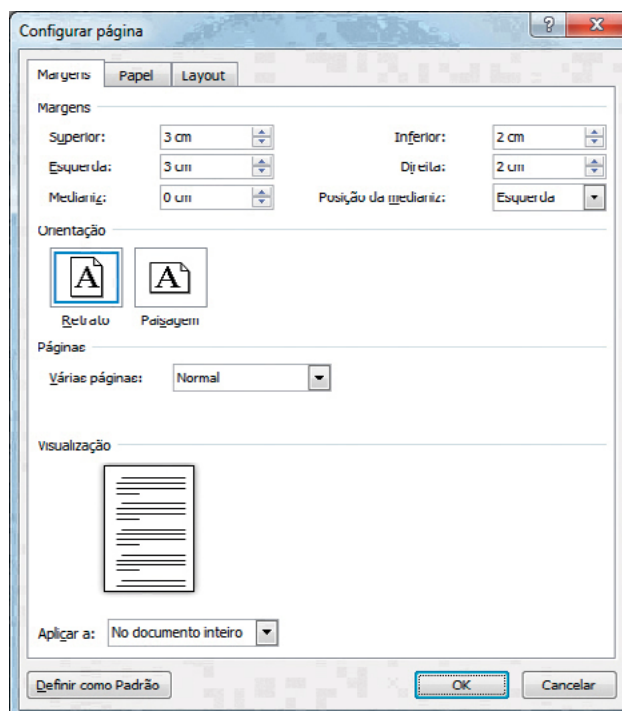 Configurar página
Margens Papel Layout
Margens
Superior: 3 cm Inferior: 2 cm
Esquerda: 3 cm Direita: 2 cm
Medianiz: 0 cm Posição da medianiz: Esquerda
Orientação
A A
Retrato Paisagem
Páginas
Várias páginas: Normal
Visualização
Aplicar a: No documento inteiro
Definir como Padrão OK Cancelar